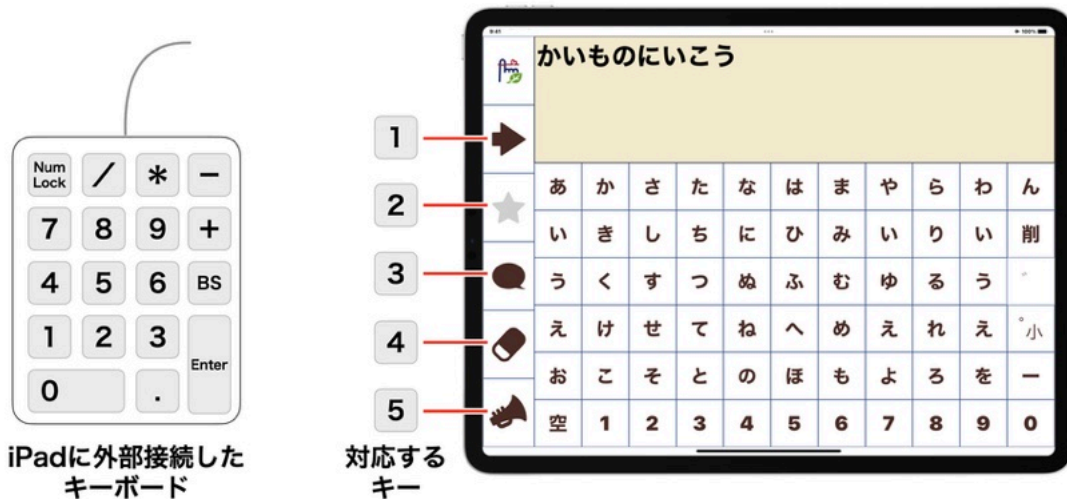 Num Lock / * −
7 8 9 +
4 5 6 BS
1 2 3 Enter
0 .
iPadに外部接続した
キーボード
1
2
3
4
5
対応する
キー
9:41
100%
かいものにいこう
あ か さ た な は ま や ら わ ん
い き し ち に ひ み い り い 削
う く す つ ぬ ふ む ゆ る う ゛
え け せ て ね へ め え れ え ゜小
お こ そ と の ほ も よ ろ を ー
空 1 2 3 4 5 6 7 8 9 0